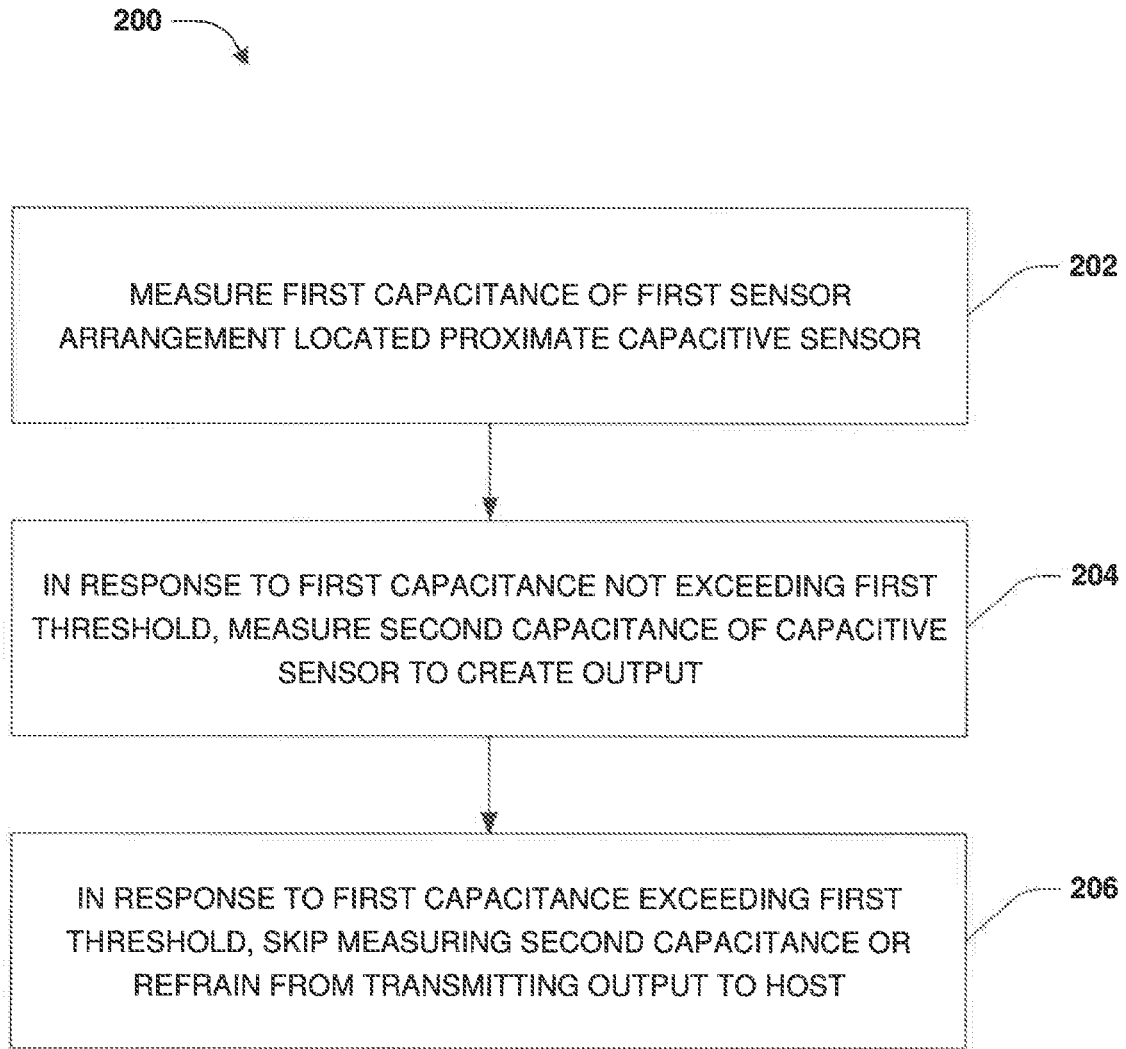 200
202
MEASURE FIRST CAPACITANCE OF FIRST SENSOR
ARRANGEMENT LOCATED PROXIMATE CAPACITIVE SENSOR
204
IN RESPONSE TO FIRST CAPACITANCE NOT EXCEEDING FIRST
THRESHOLD, MEASURE SECOND CAPACITANCE OF CAPACITIVE
SENSOR TO CREATE OUTPUT
206
IN RESPONSE TO FIRST CAPACITANCE EXCEEDING FIRST
THRESHOLD, SKIP MEASURING SECOND CAPACITANCE OR
REFRAIN FROM TRANSMITTING OUTPUT TO HOST